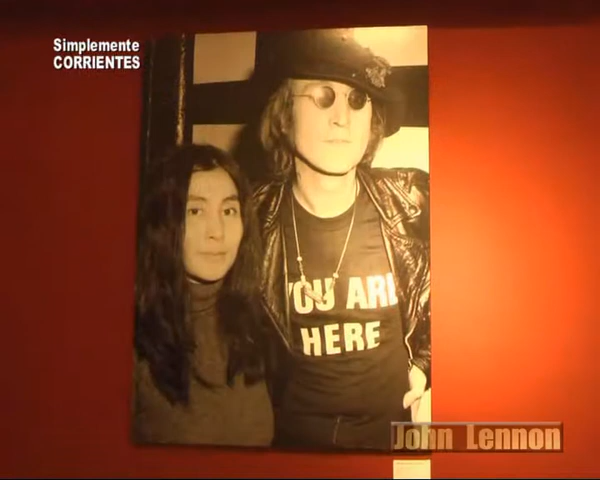 Simplemente
CORRIENTES
YOU ARE
HERE
John Lennon